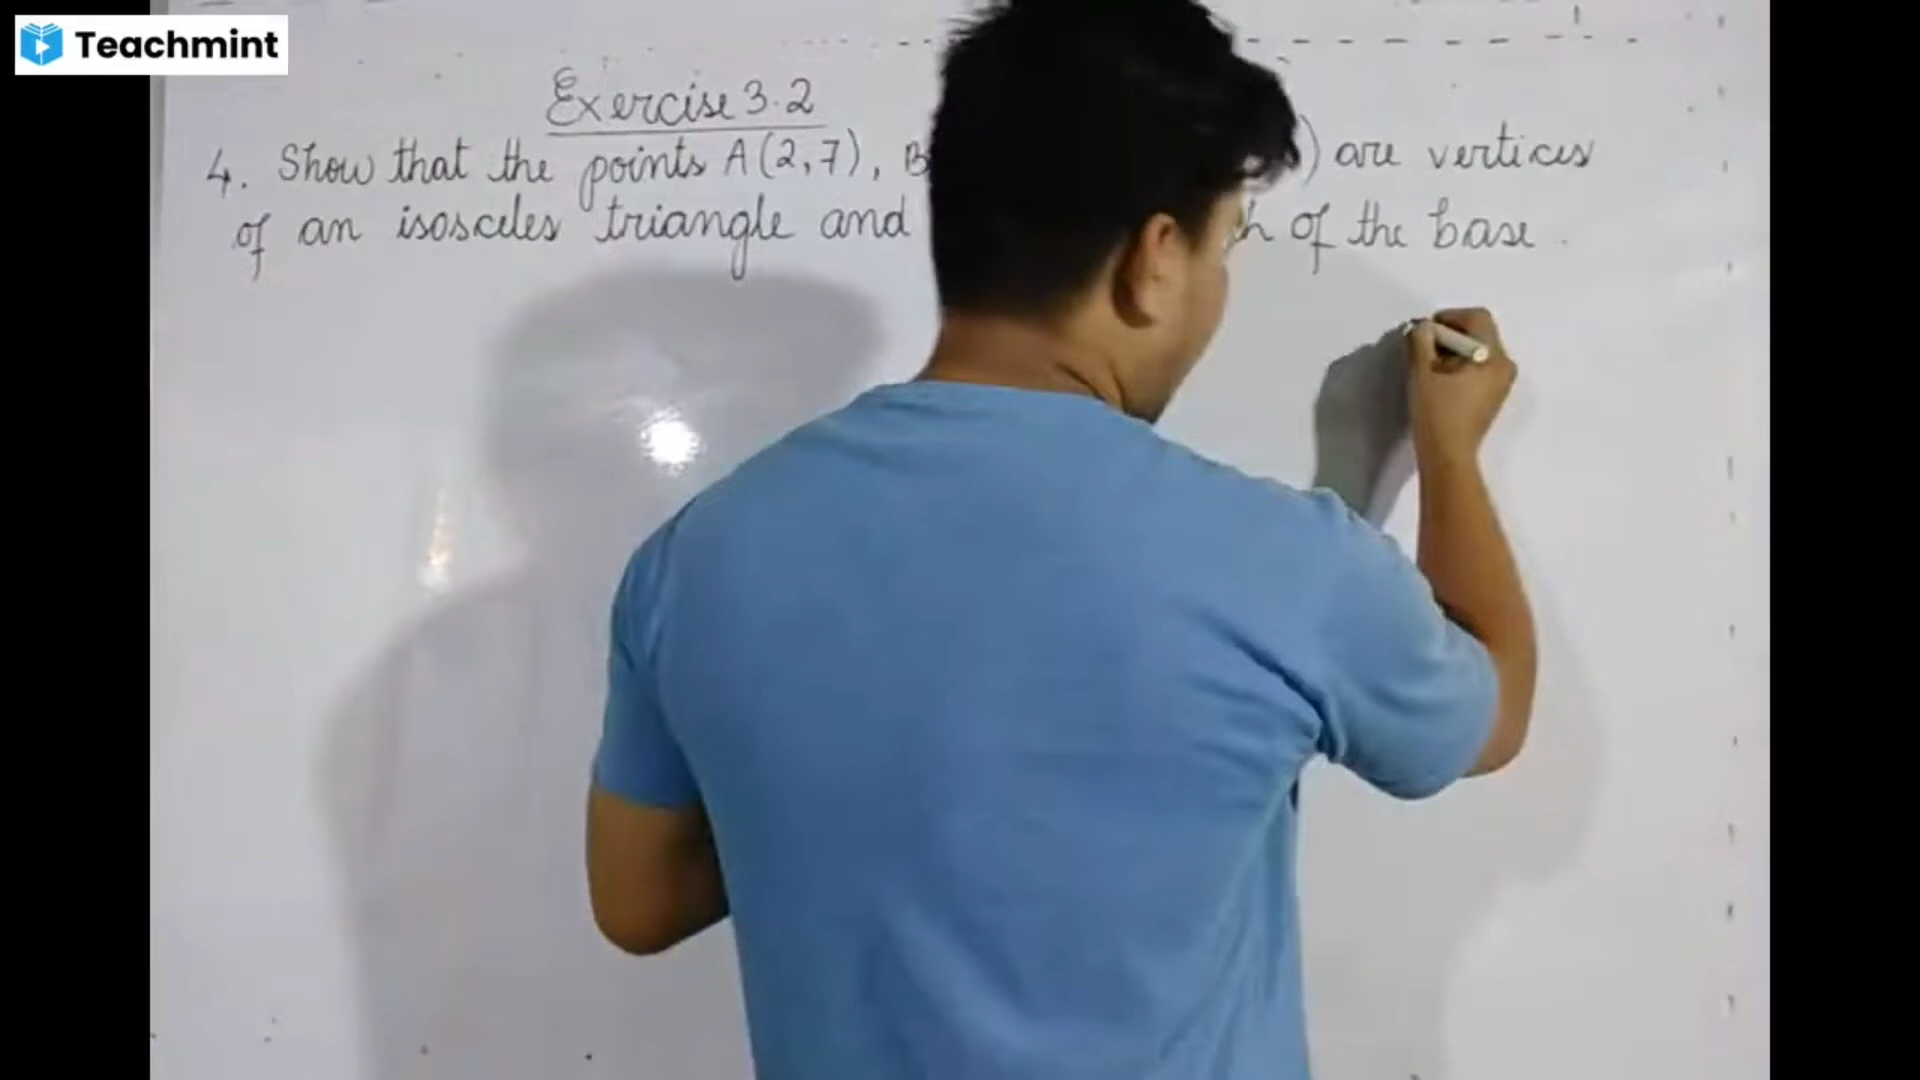 Teachmint
Exercise 3.2
4. Show that the points A(2,7), B ) are vertices
of an isosceles triangle and of the base.